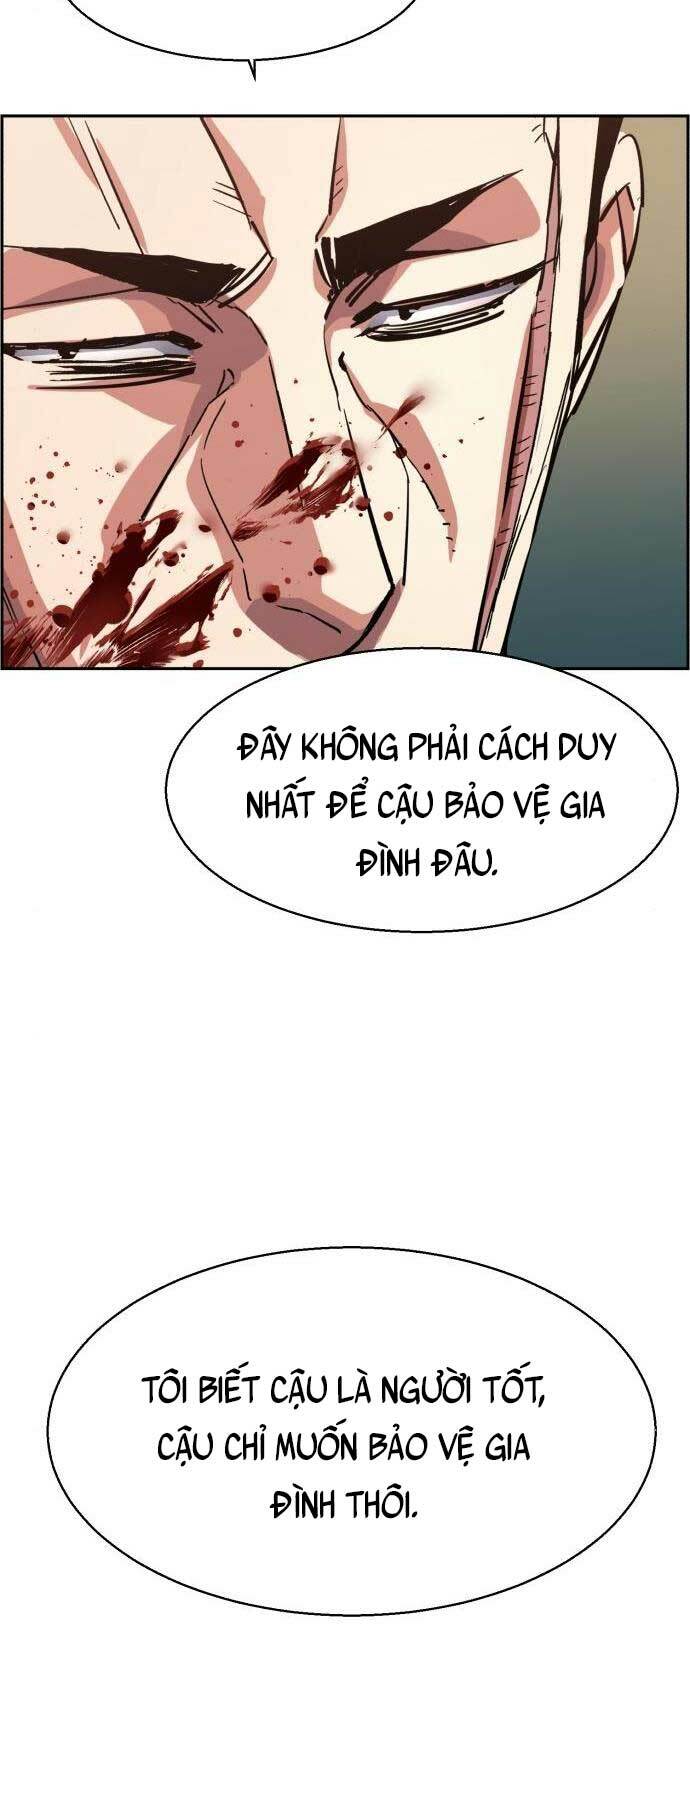 ĐÂY KHÔNG PHẢI CÁCH DUY
NHẤT ĐỂ CẬU BẢO VỆ GIA
ĐÌNH ĐÂU.
TÔI BIẾT CẬU LÀ NGƯỜI TỐT,
CẬU CHỈ MUỐN BẢO VỆ GIA
ĐÌNH THÔI.